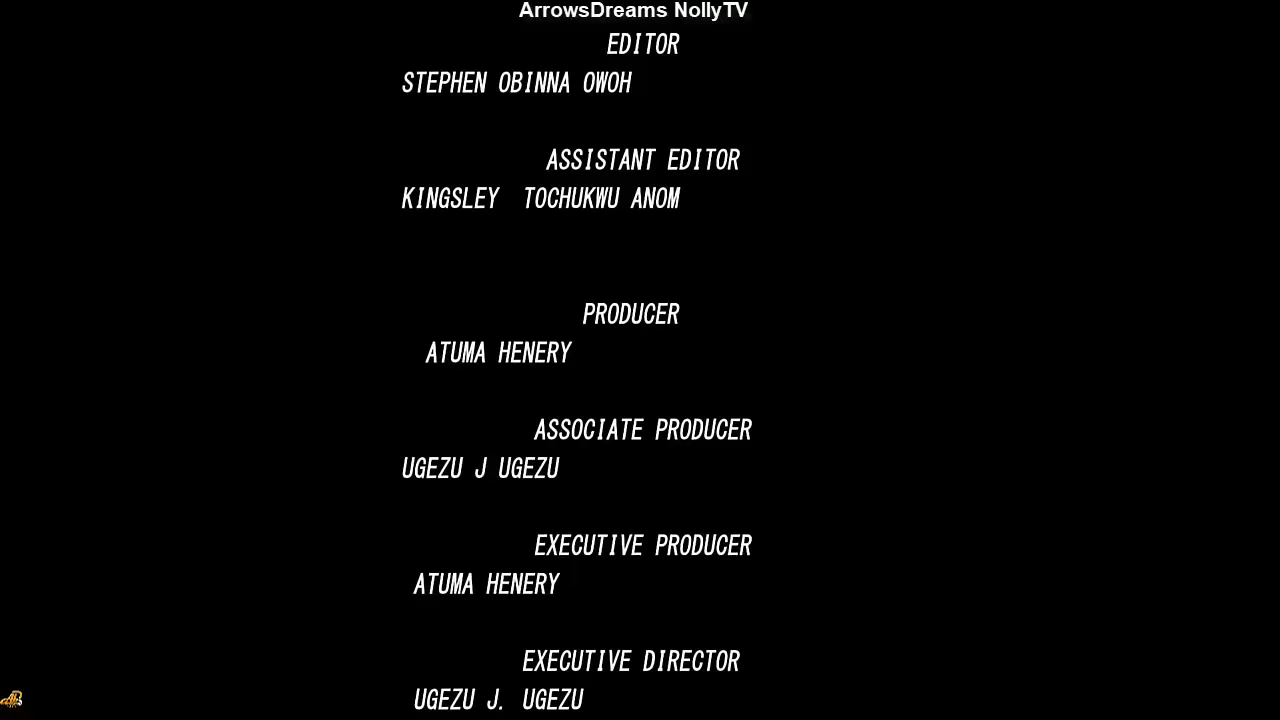 ArrowsDreams NollyTV
EDITOR
STEPHEN OBINNA OWOH
ASSISTANT EDITOR
KINGSLEY TOCHUKWU ANOM
PRODUCER
ATUMA HENERY
ASSOCIATE PRODUCER
UGEZU J UGEZU
EXECUTIVE PRODUCER
ATUMA HENERY
EXECUTIVE DIRECTOR
UGEZU J. UGEZU